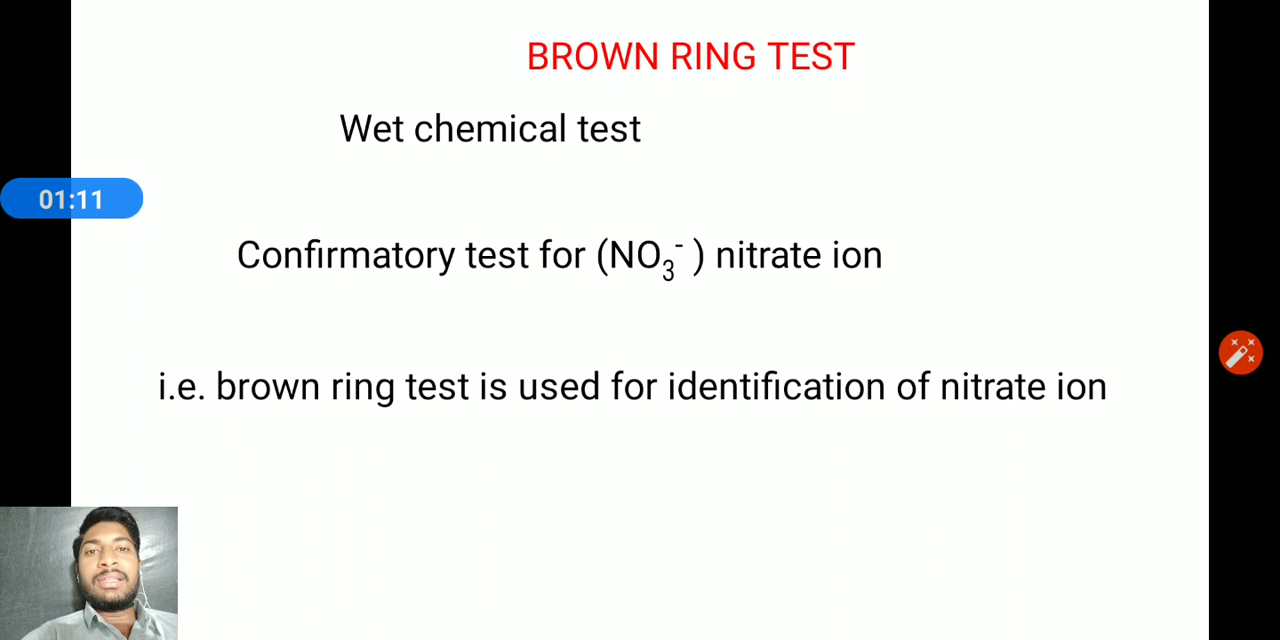 BROWN RING TEST
Wet chemical test
01:11
Confirmatory test for (NO₃⁻ ) nitrate ion
i.e. brown ring test is used for identification of nitrate ion